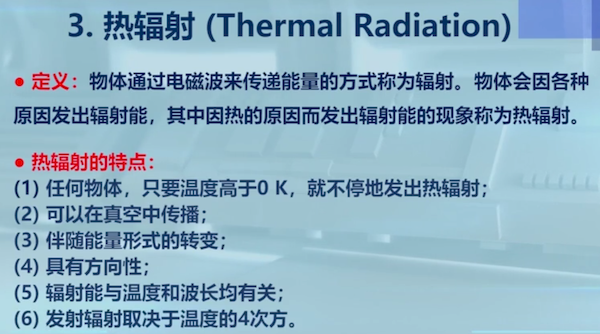 3. 热辐射 (Thermal Radiation)
● 定义：物体通过电磁波来传递能量的方式称为辐射。物体会因各种
原因发出辐射能，其中因热的原因而发出辐射能的现象称为热辐射。
● 热辐射的特点：
(1) 任何物体，只要温度高于0 K，就不停地发出热辐射；
(2) 可以在真空中传播；
(3) 伴随能量形式的转变；
(4) 具有方向性；
(5) 辐射能与温度和波长均有关；
(6) 发射辐射取决于温度的4次方。